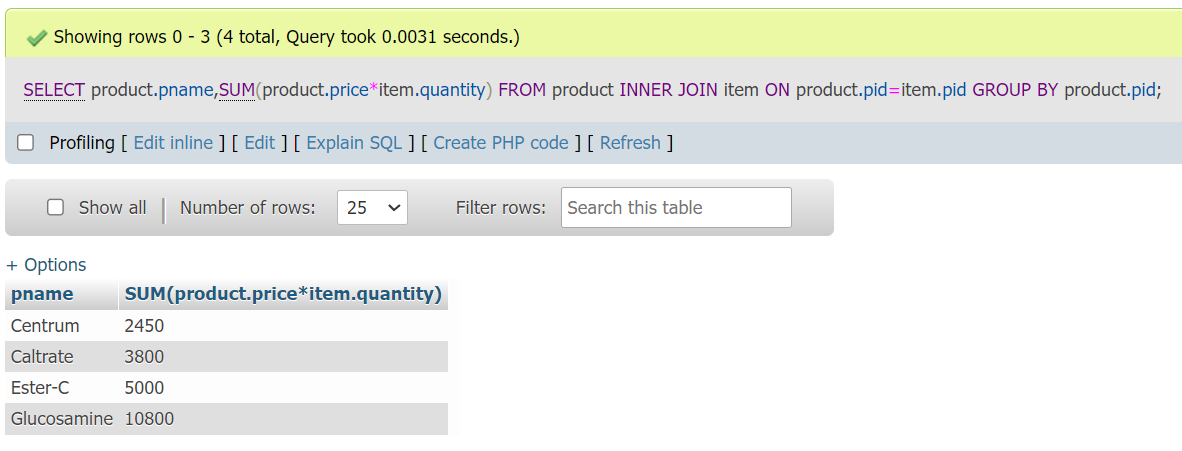 Showing rows 0 - 3 (4 total, Query took 0.0031 seconds.)
SELECT product.pname,SUM(product.price*item.quantity) FROM product INNER JOIN item ON product.pid=item.pid GROUP BY product.pid;
Profiling [ Edit inline ] [ Edit ] [ Explain SQL ] [ Create PHP code ] [ Refresh ]
Show all | Number of rows: 25 Filter rows: Search this table
+ Options
pname SUM(product.price*item.quantity)
Centrum 2450
Caltrate 3800
Ester-C 5000
Glucosamine 10800